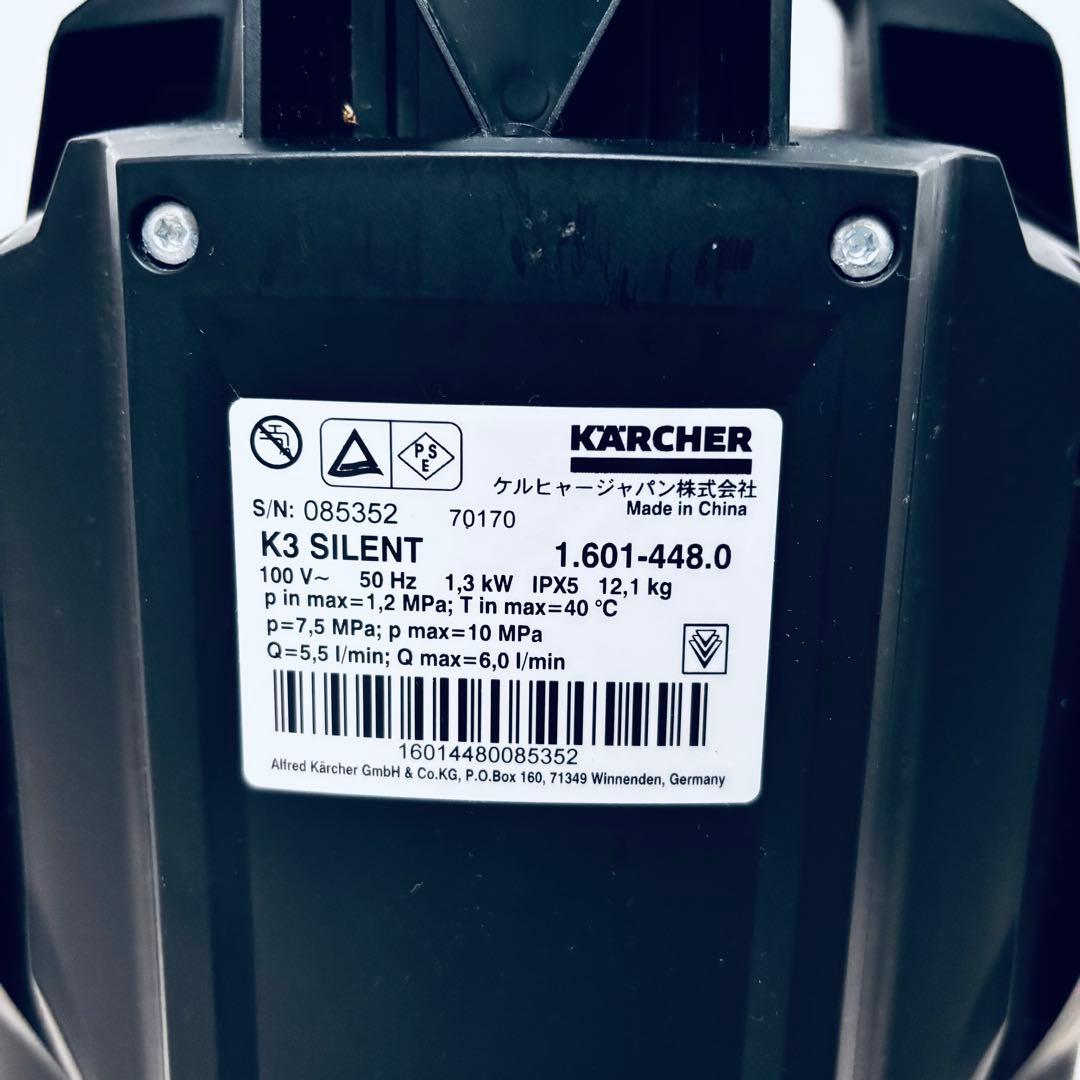 PS
E
KÄRCHER
ケルヒャージャパン株式会社
Made in China
S/N: 085352 70170
K3 SILENT 1.601-448.0
100 V~ 50 Hz 1,3 kW IPX5 12,1 kg
p in max=1,2 MPa; T in max=40 °C
p=7,5 MPa; p max=10 MPa
Q=5,5 l/min; Q max=6,0 l/min
16014480085352
Alfred Kärcher GmbH & Co.KG, P.O.Box 160, 71349 Winnenden, Germany